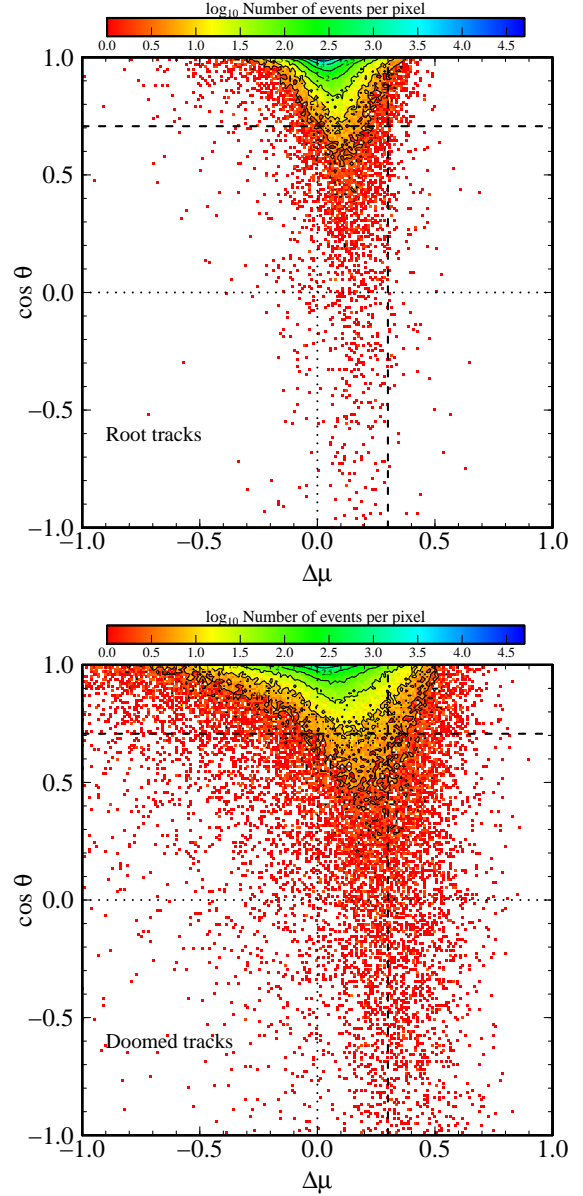 log₁₀ Number of events per pixel
0.0 0.5 1.0 1.5 2.0 2.5 3.0 3.5 4.0 4.5
1.0
0.5
cos θ
0.0
−0.5
Root tracks
−1.0
−1.0 −0.5 0.0 0.5 1.0
Δμ
log₁₀ Number of events per pixel
0.0 0.5 1.0 1.5 2.0 2.5 3.0 3.5 4.0 4.5
1.0
0.5
cos θ
0.0
−0.5
Doomed tracks
−1.0
−1.0 −0.5 0.0 0.5 1.0
Δμ